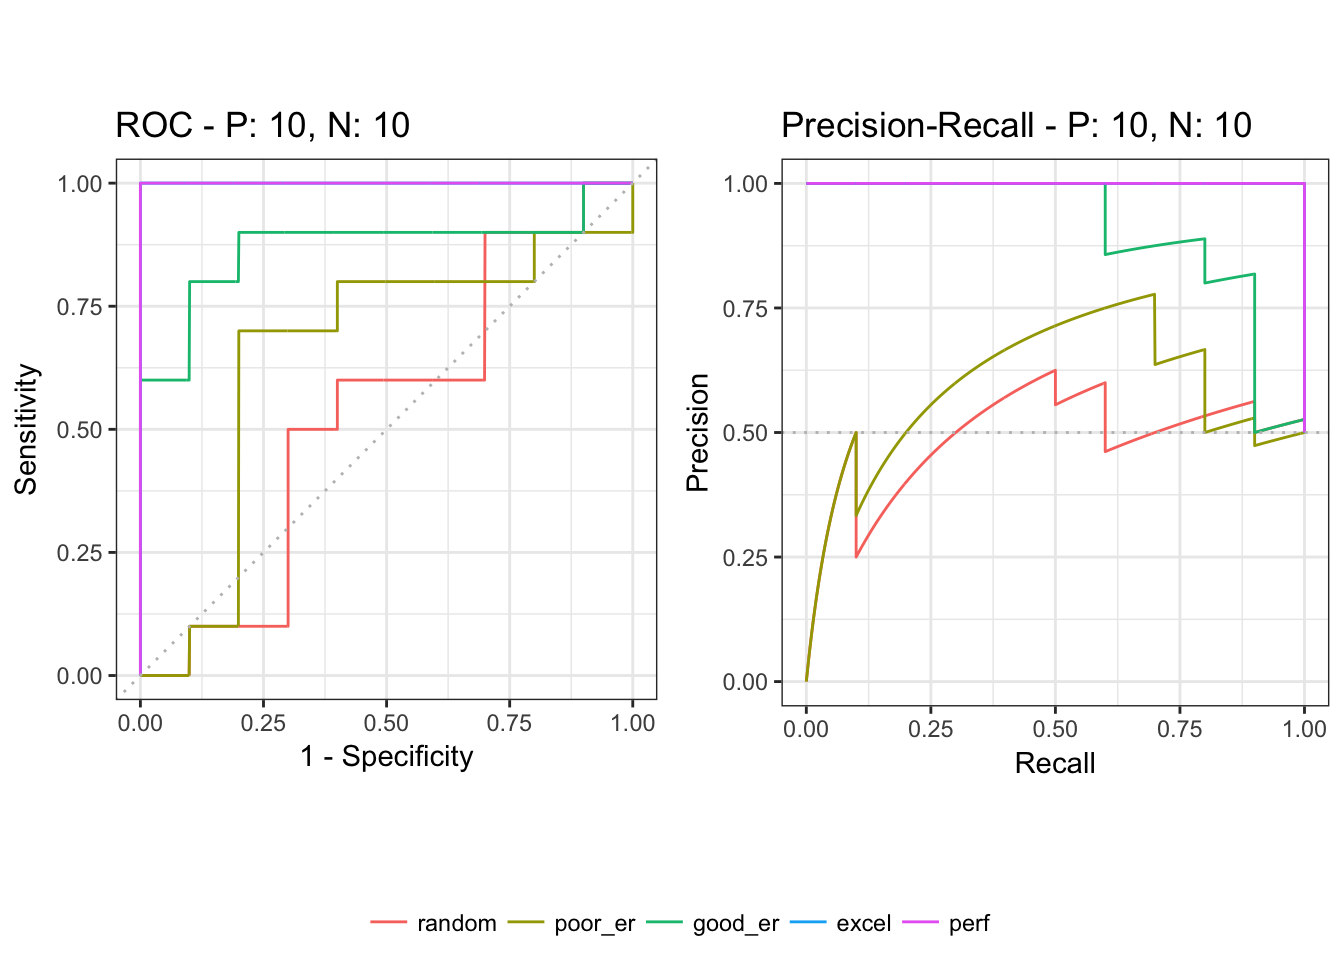 ROC - P: 10, N: 10
1.00
0.75
0.50
0.25
0.00
Sensitivity
0.00 0.25 0.50 0.75 1.00
1 - Specificity
Precision-Recall - P: 10, N: 10
1.00
0.75
0.50
0.25
0.00
Precision
0.00 0.25 0.50 0.75 1.00
Recall
random poor_er good_er excel perf